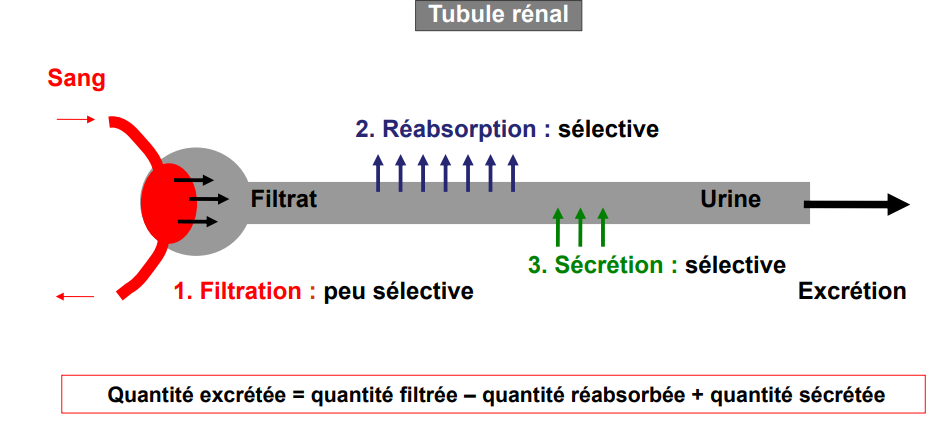 Tubule rénal
Sang
2. Réabsorption : sélective
Filtrat
Urine
3. Sécrétion : sélective
1. Filtration : peu sélective
Excrétion
Quantité excrétée = quantité filtrée – quantité réabsorbée + quantité sécrétée